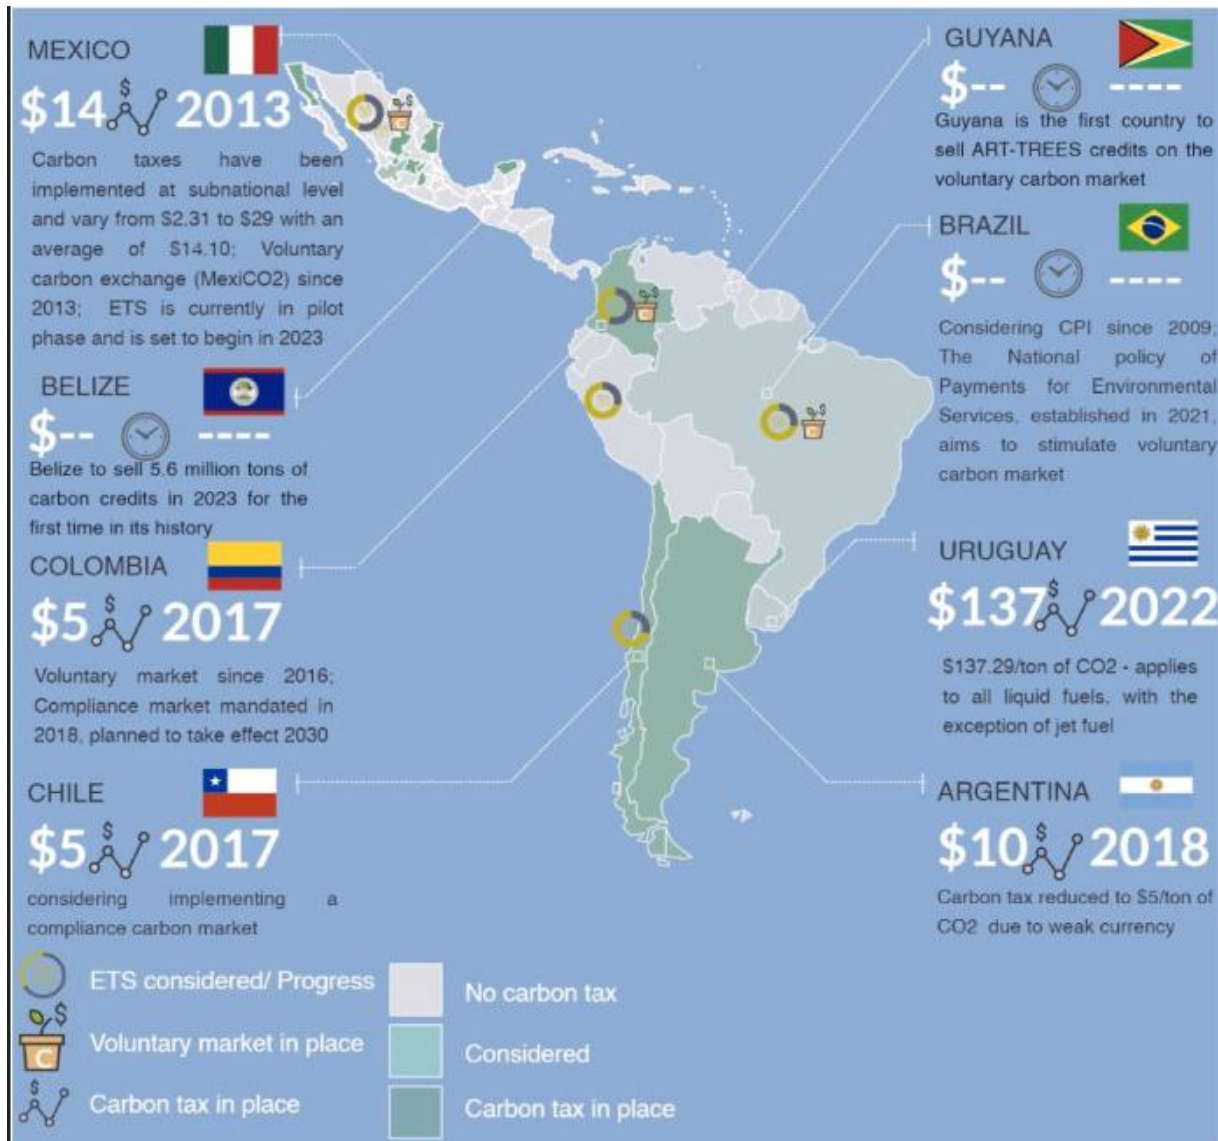 MEXICO
$14 2013
Carbon taxes have been
implemented at subnational level
and vary from $2.31 to $29 with an
average of $14.10; Voluntary
carbon exchange (MexiCO2) since
2013; ETS is currently in pilot
phase and is set to begin in 2023
BELIZE
$-- ----
Belize to sell 5.6 million tons of
carbon credits in 2023 for the
first time in its history
COLOMBIA
$5 2017
Voluntary market since 2016;
Compliance market mandated in
2018, planned to take effect 2030
CHILE
$5 2017
considering implementing a
compliance carbon market
GUYANA
$-- ----
Guyana is the first country to
sell ART-TREES credits on the
voluntary carbon market
BRAZIL
$-- ----
Considering CPI since 2009;
The National policy of
Payments for Environmental
Services, established in 2021,
aims to stimulate voluntary
carbon market
URUGUAY
$137 2022
$137.29/ton of CO2 - applies
to all liquid fuels, with the
exception of jet fuel
ARGENTINA
$10 2018
Carbon tax reduced to $5/ton of
CO2 due to weak currency
ETS considered/ Progress
$
C
Voluntary market in place
$
Carbon tax in place
No carbon tax
Considered
Carbon tax in place